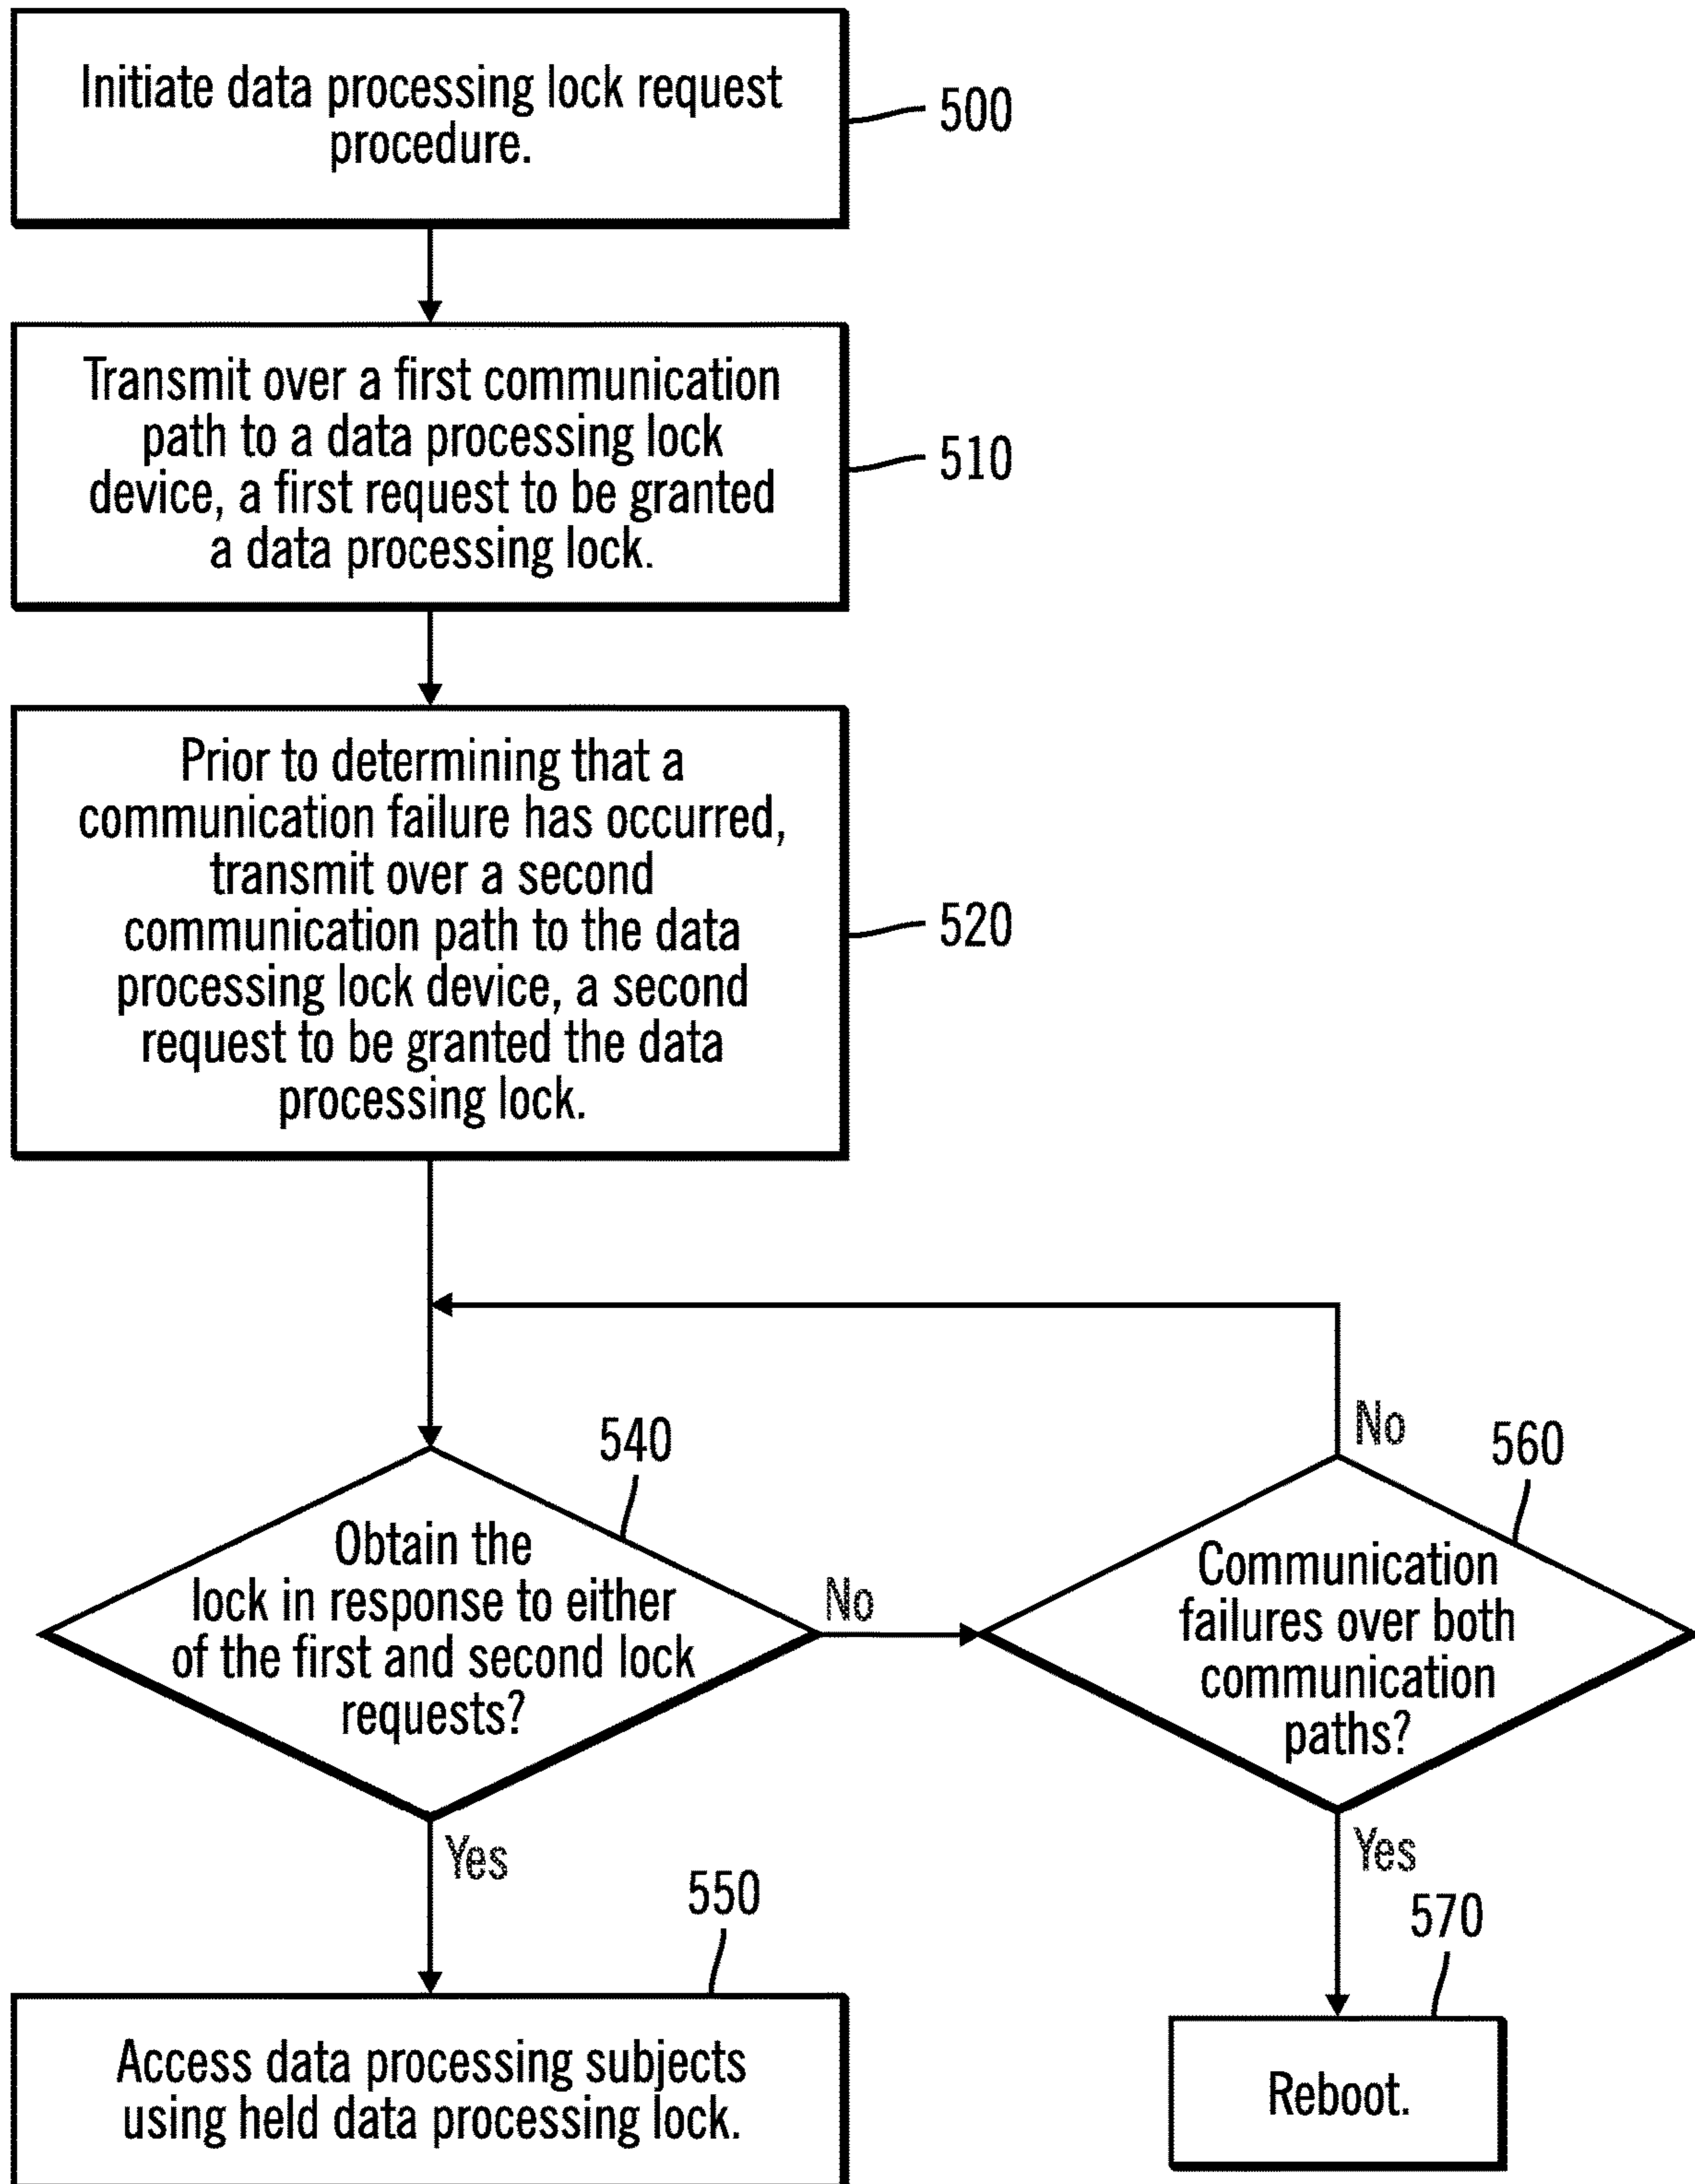 Initiate data processing lock request
procedure.
500
Transmit over a first communication
path to a data processing lock
device, a first request to be granted
a data processing lock.
510
Prior to determining that a
communication failure has occurred,
transmit over a second
communication path to the data
processing lock device, a second
request to be granted the data
processing lock.
520
540
Obtain the
lock in response to either
of the first and second lock
requests?
No
Yes
No
560
Communication
failures over both
communication
paths?
Yes
550
Access data processing subjects
using held data processing lock.
570
Reboot.